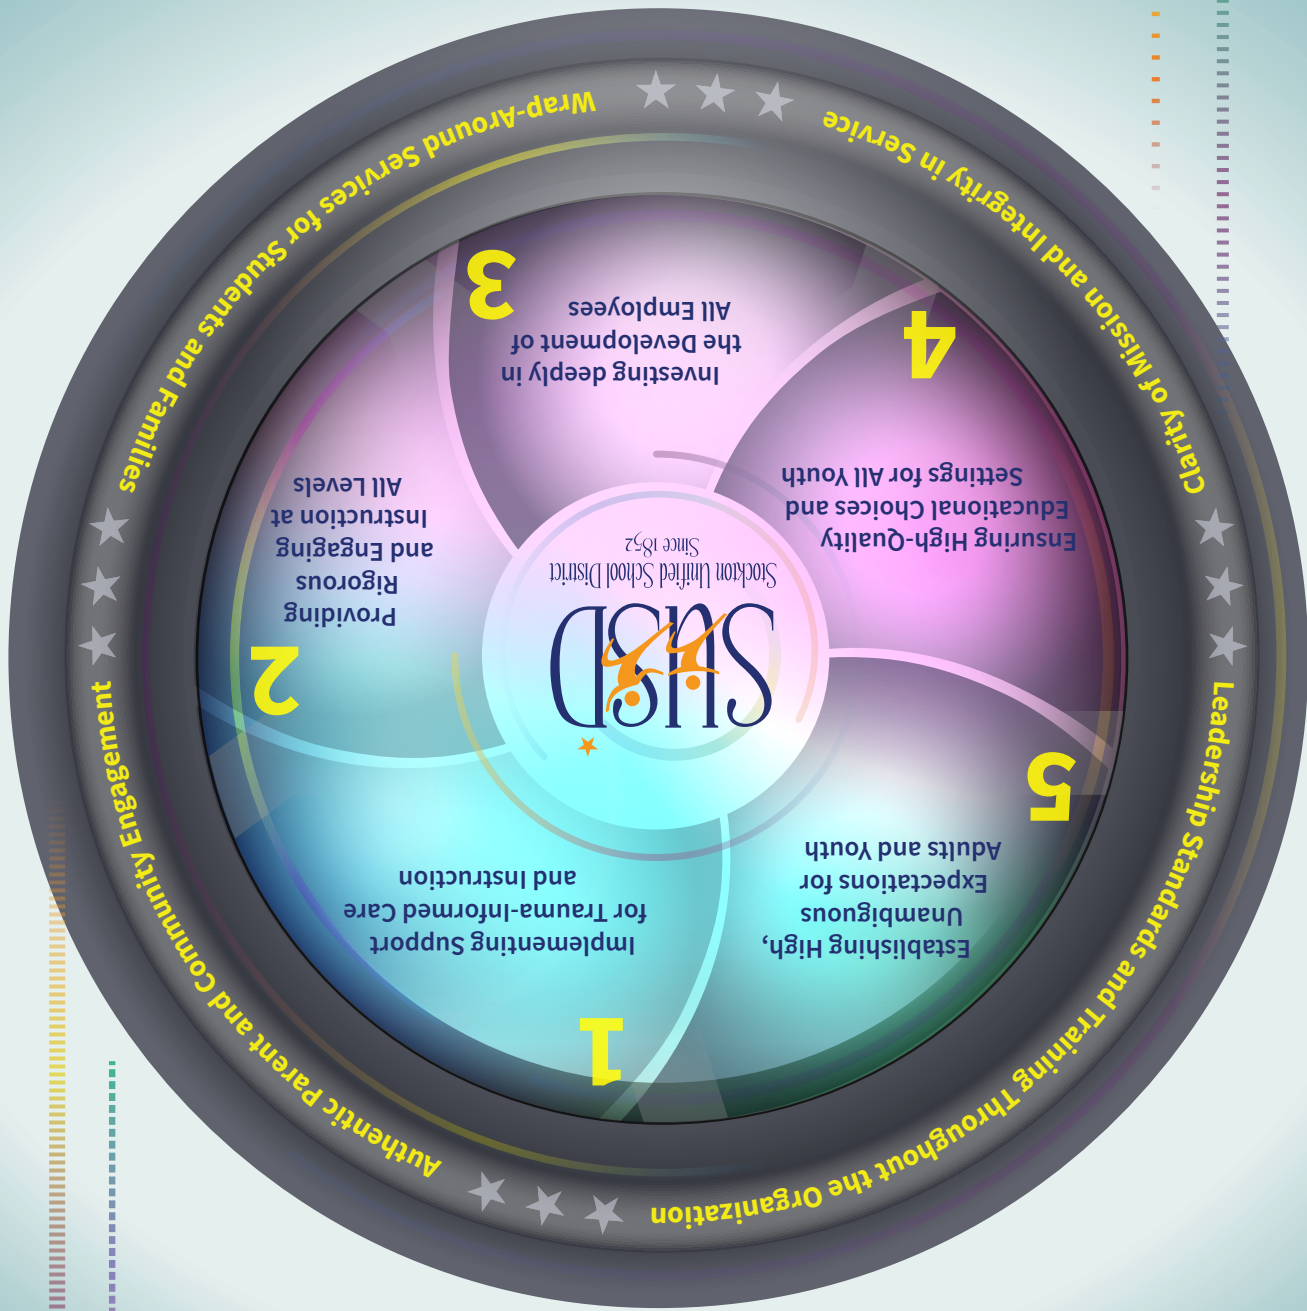 Leadership Standards and Training Throughout the Organization
Authentic Parent and Community Engagement
Wrap-Around Services for Students and Families
Clarity of Mission and Integrity in Service
1
Implementing Support
for Trauma-Informed Care
and Instruction
2
Providing
Rigorous
and Engaging
Instruction at
All Levels
3
Investing deeply in
the Development of
All Employees
4
Ensuring High-Quality
Educational Choices and
Settings for All Youth
5
Establishing High,
Unambiguous
Expectations for
Adults and Youth
SUSD
Stockton Unified School District
Since 1852